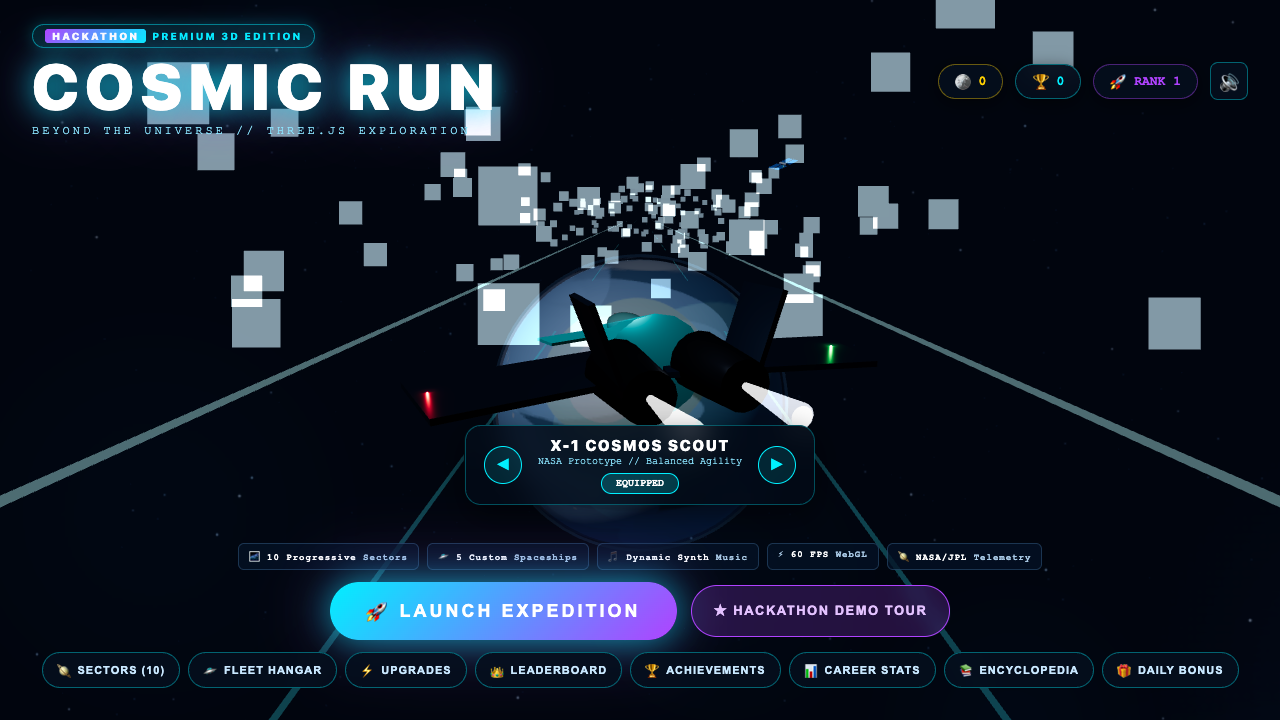 HACKATHON PREMIUM 3D EDITION
COSMIC RUN
BEYOND THE UNIVERSE // THREE.JS EXPLORATION
0
0
RANK 1
X-1 COSMOS SCOUT
NASA Prototype // Balanced Agility
EQUIPPED
10 Progressive Sectors
5 Custom Spaceships
Dynamic Synth Music
60 FPS WebGL
NASA/JPL Telemetry
LAUNCH EXPEDITION
★ HACKATHON DEMO TOUR
SECTORS (10)
FLEET HANGAR
UPGRADES
LEADERBOARD
ACHIEVEMENTS
CAREER STATS
ENCYCLOPEDIA
DAILY BONUS